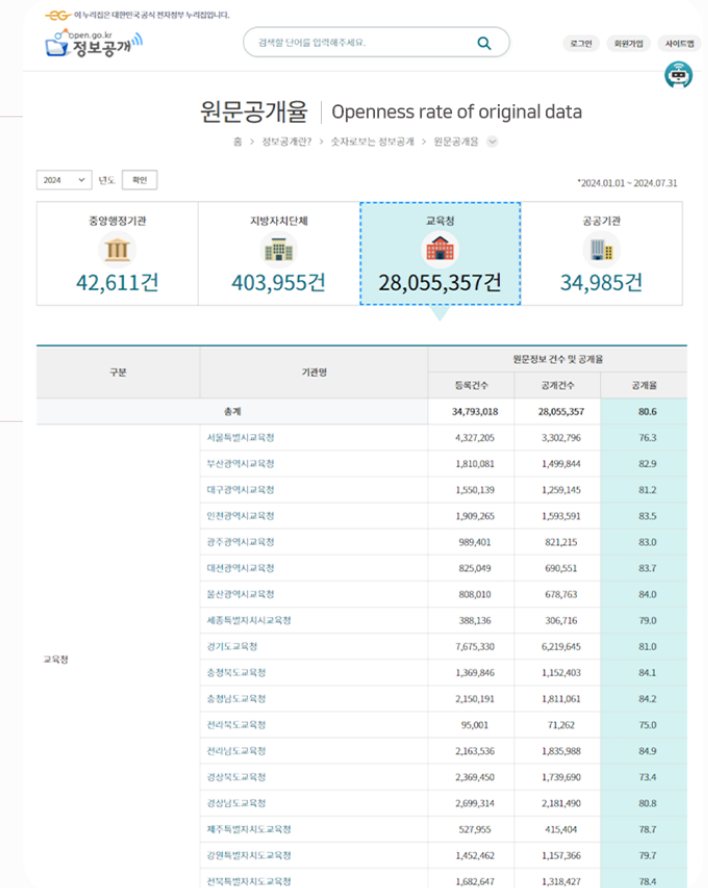 이 누리집은 대한민국 공식 전자정부 누리집입니다.
open.go.kr
정보공개
검색할 단어를 입력해주세요.
로그인 회원가입 사이트맵
원문공개율 | Openness rate of original data
홈 > 정보공개란? > 숫자로보는 정보공개 > 원문공개율
2024 년도 확인
*2024.01.01 ~ 2024.07.31
중앙행정기관 지방자치단체 교육청 공공기관
42,611건 403,955건 28,055,357건 34,985건
구분 기관명 원문정보 건수 및 공개율
등록건수 공개건수 공개율
총계 34,793,018 28,055,357 80.6
서울특별시교육청 4,327,205 3,302,796 76.3
부산광역시교육청 1,810,081 1,499,844 82.9
대구광역시교육청 1,550,139 1,259,145 81.2
인천광역시교육청 1,909,265 1,593,591 83.5
광주광역시교육청 989,401 821,215 83.0
대전광역시교육청 825,049 690,551 83.7
울산광역시교육청 808,010 678,763 84.0
세종특별자치시교육청 388,136 306,716 79.0
경기도교육청 7,675,330 6,219,645 81.0
교육청
충청북도교육청 1,369,846 1,152,403 84.1
충청남도교육청 2,150,191 1,811,061 84.2
전라북도교육청 95,001 71,262 75.0
전라남도교육청 2,163,536 1,835,988 84.9
경상북도교육청 2,369,450 1,739,690 73.4
경상남도교육청 2,699,314 2,181,490 80.8
제주특별자치도교육청 527,955 415,404 78.7
강원특별자치도교육청 1,452,462 1,157,366 79.7
전북특별자치도교육청 1,682,647 1,318,427 78.4